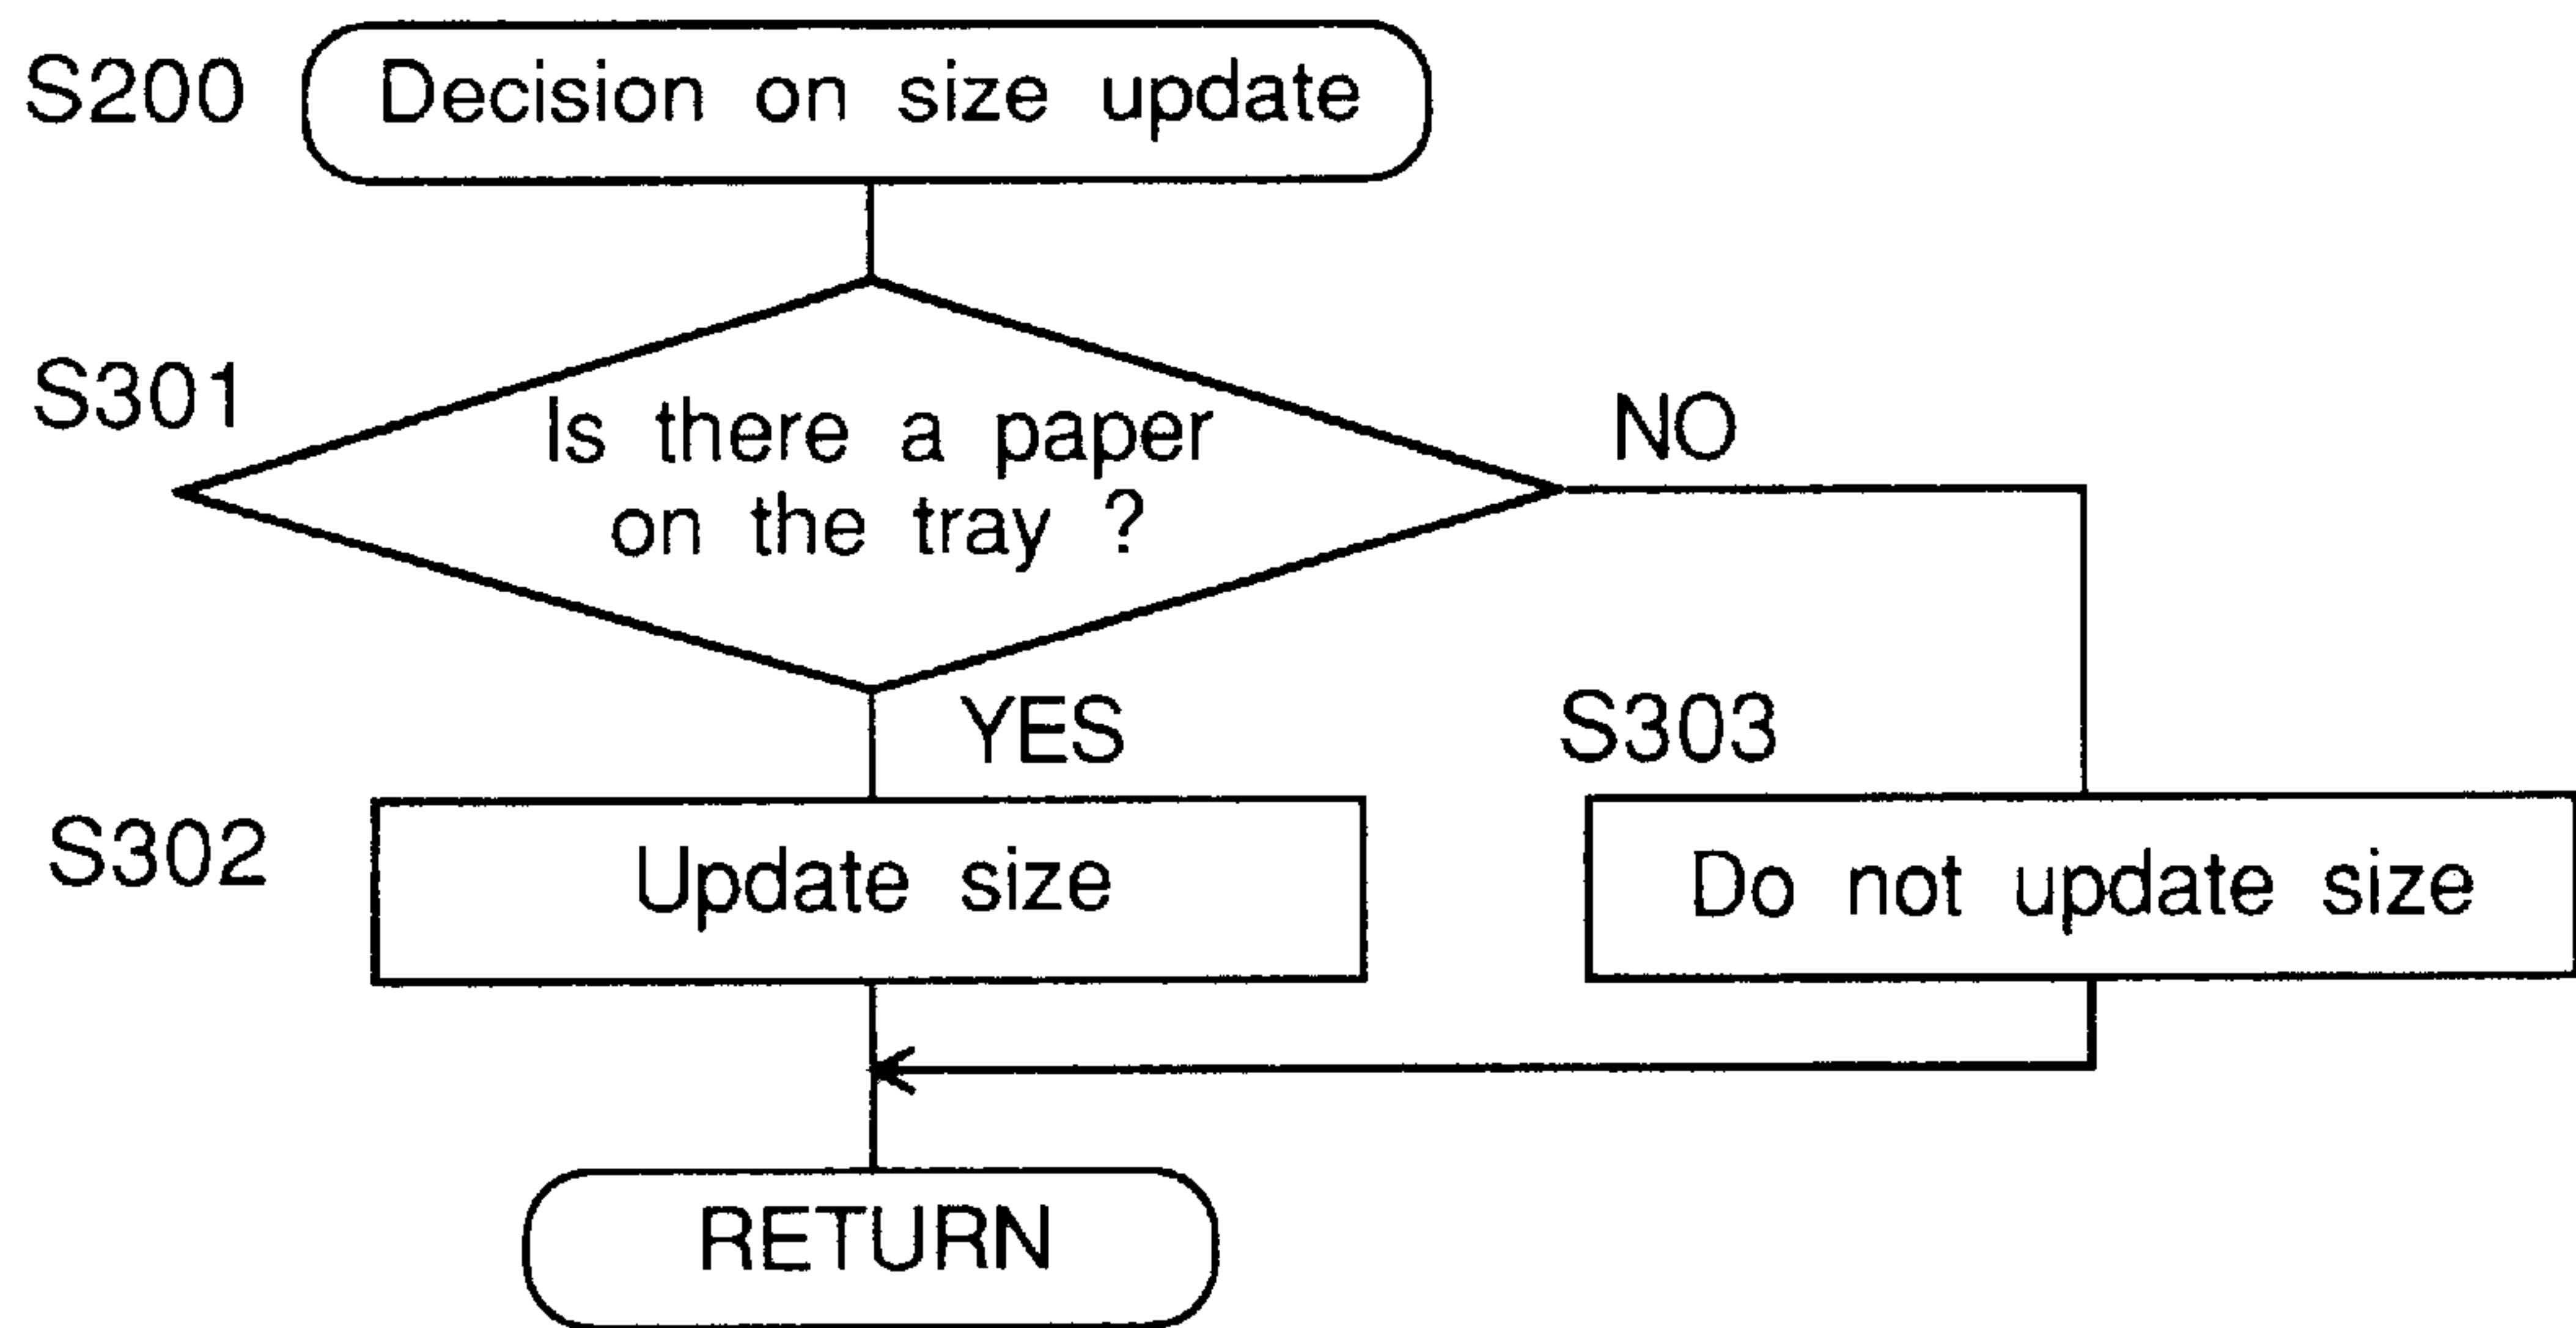 S200
Decision on size update
S301
Is there a paper
on the tray ?
NO
YES
S303
S302
Update size
Do not update size
RETURN